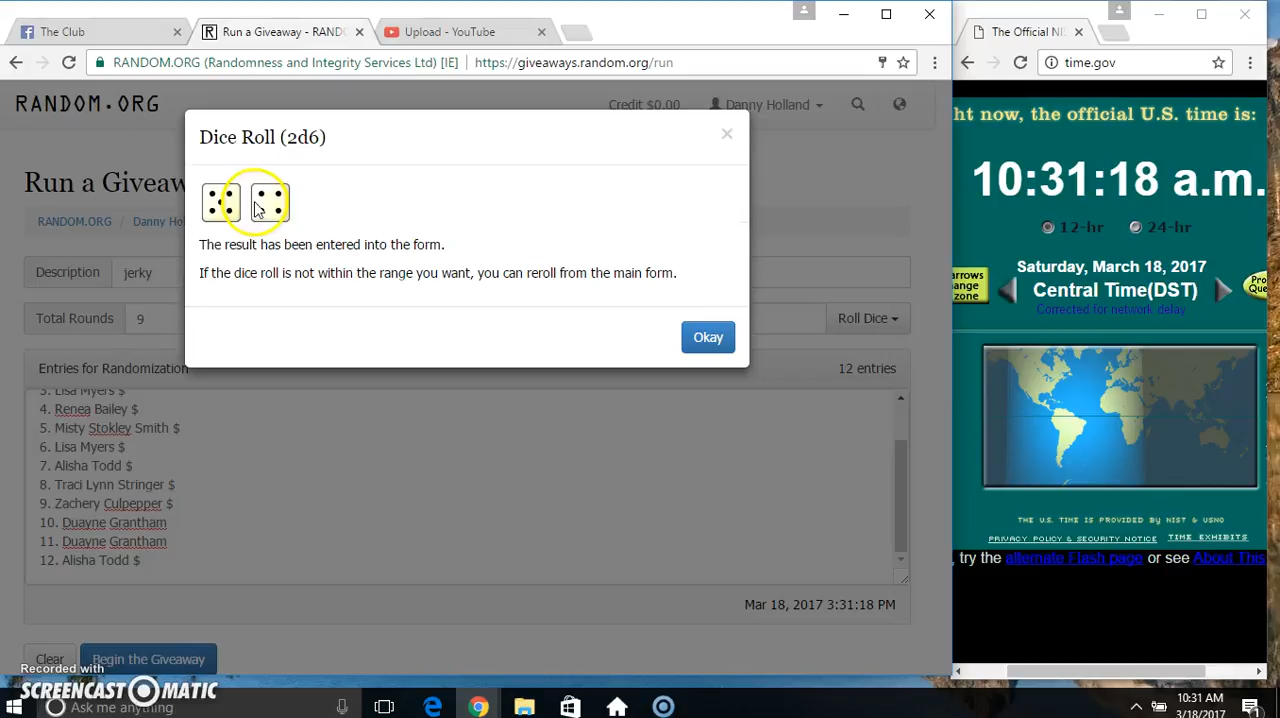 The Club
Run a Giveaway - RAND
Upload - YouTube
RANDOM.ORG (Randomness and Integrity Services Ltd) [IE]
https://giveaways.random.org/run
RANDOM.ORG
Credit $0.00
Danny Holland
Run a Giveaw
RANDOM.ORG / Danny Ho
Description jerky
Total Rounds 9
Roll Dice
Entries for Randomization
12 entries
3. Lisa Myers $
4. Renea Bailey $
5. Misty Stokley Smith $
6. Lisa Myers $
7. Alisha Todd $
8. Traci Lynn Stringer $
9. Zachery Culpepper $
10. Duayne Grantham
11. Duayne Grantham
12. Alisha Todd $
Mar 18, 2017 3:31:18 PM
Clear
Begin the Giveaway
Dice Roll (2d6)
×
The result has been entered into the form.
If the dice roll is not within the range you want, you can reroll from the main form.
Okay
Recorded with
SCREENCAST-O-MATIC
Ask me anything
The Official NI
time.gov
ht now, the official U.S. time is:
10:31:18 a.m.
12-hr 24-hr
arrows
hange
zone
Saturday, March 18, 2017
Central Time(DST)
Corrected for network delay
Pro
Que
THE U.S. TIME IS PROVIDED BY NIST & USNO
PRIVACY POLICY & SECURITY NOTICE TIME EXHIBITS
, try the alternate Flash page or see About This
10:31 AM
3/18/2017
1